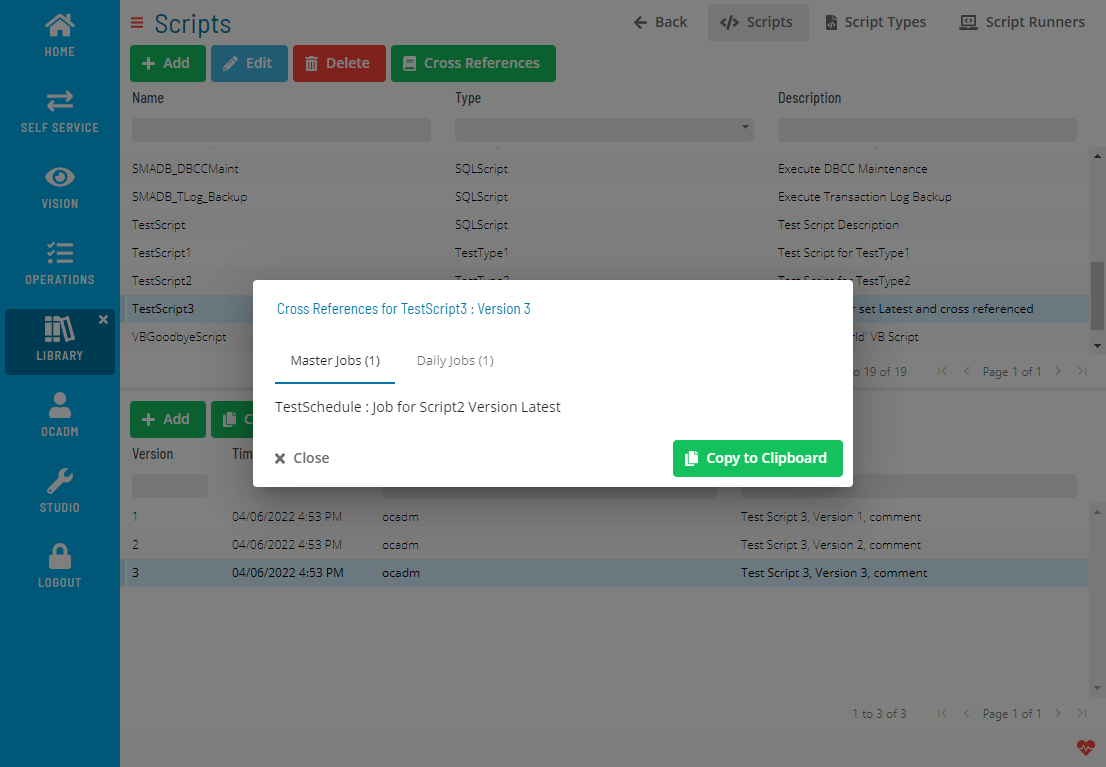 HOME
SELF SERVICE
VISION
OPERATIONS
LIBRARY
OCADM
STUDIO
LOGOUT
Scripts
Back
Scripts
Script Types
Script Runners
Add
Edit
Delete
Cross References
Name Type Description
SMADB_DBCCMaint SQLScript Execute DBCC Maintenance
SMADB_TLog_Backup SQLScript Execute Transaction Log Backup
TestScript SQLScript Test Script Description
TestScript1 TestType1 Test Script for TestType1
TestScript2 TestType2 Test Script for TestType2
TestScript3 r set Latest and cross referenced
VBGoodbyeScript rld' VB Script
o 19 of 19 Page 1 of 1
Cross References for TestScript3 : Version 3
Master Jobs (1) Daily Jobs (1)
TestSchedule : Job for Script2 Version Latest
Close
Copy to Clipboard
Add C
Version Tim
1 04/06/2022 4:53 PM ocadm Test Script 3, Version 1, comment
2 04/06/2022 4:53 PM ocadm Test Script 3, Version 2, comment
3 04/06/2022 4:53 PM ocadm Test Script 3, Version 3, comment
1 to 3 of 3 Page 1 of 1